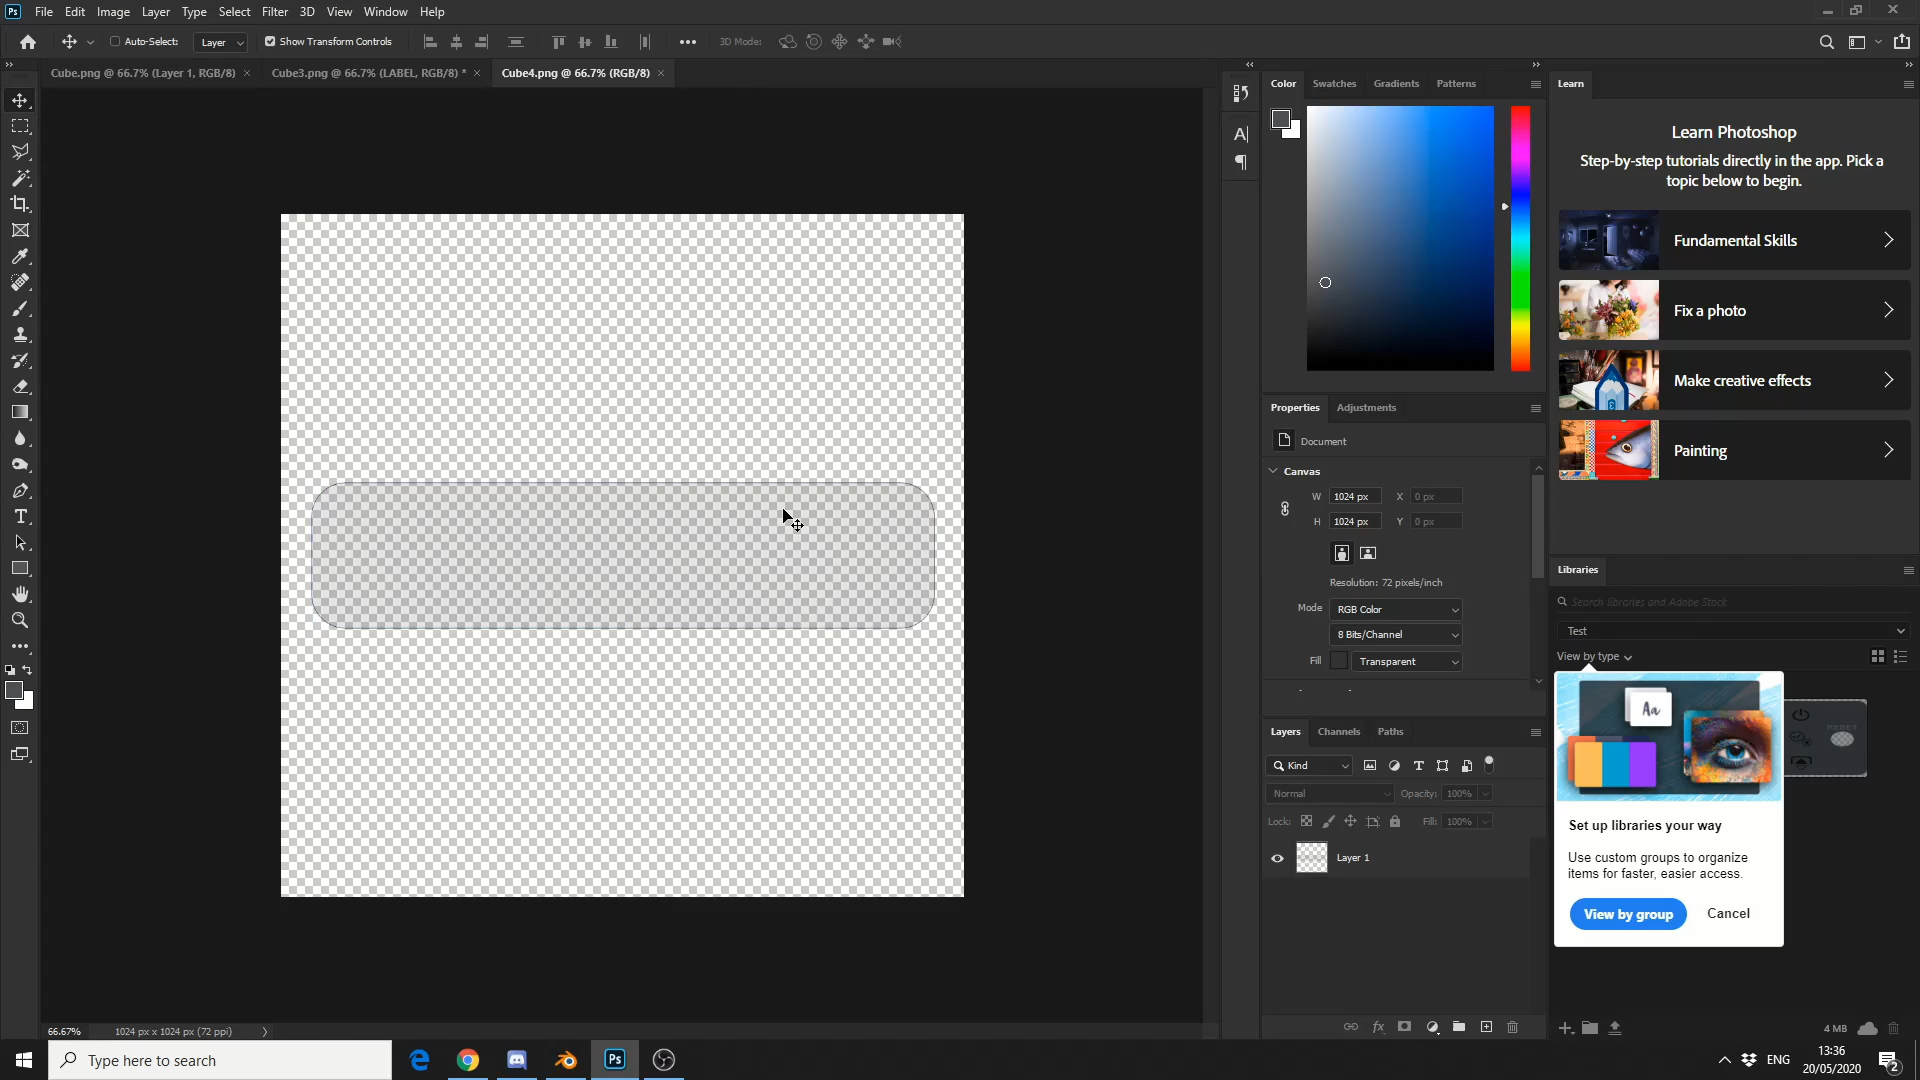 Ps File Edit Image Layer Type Select Filter 3D View Window Help
Auto-Select: Layer Show Transform Controls 3D Mode:
Cube.png @ 66.7% (Layer 1, RGB/8) Cube3.png @ 66.7% (LABEL, RGB/8) * Cube4.png @ 66.7% (RGB/8)
Color Swatches Gradients Patterns
Learn
Learn Photoshop
Step-by-step tutorials directly in the app. Pick a
topic below to begin.
Fundamental Skills
Fix a photo
Make creative effects
Painting
Properties Adjustments
Document
Canvas
W 1024 px X 0 px
H 1024 px Y 0 px
Resolution: 72 pixels/inch
Mode RGB Color
8 Bits/Channel
Fill Transparent
Libraries
Search libraries and Adobe Stock
Test
View by type
Aa
RESET
Set up libraries your way
Use custom groups to organize
items for faster, easier access.
View by group Cancel
4 MB
Layers Channels Paths
Kind
Normal Opacity: 100%
Lock: Fill: 100%
Layer 1
66.67% 1024 px x 1024 px (72 ppi)
Type here to search
Ps
ENG
13:36
20/05/2020
2